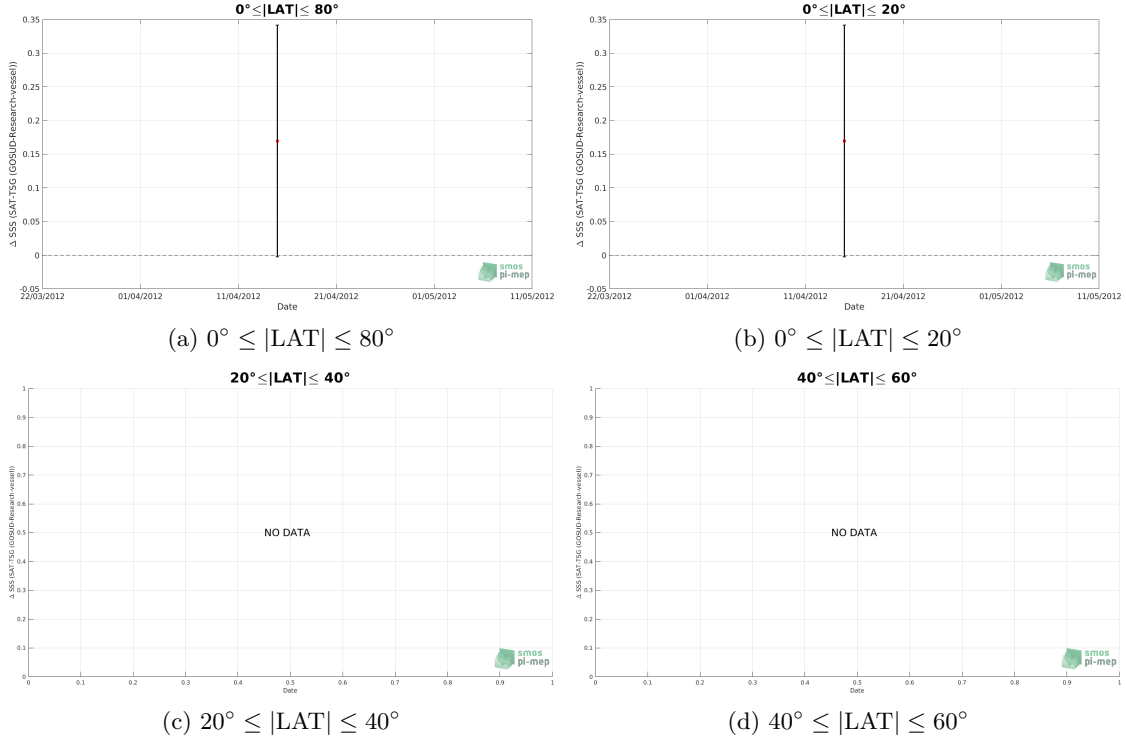 0°≤|LAT|≤ 80°
0.35
0.3
0.25
0.2
0.15
0.1
0.05
0
-0.05
Δ SSS (SAT-TSG (GOSUD-Research-vessel))
22/03/2012 01/04/2012 11/04/2012 21/04/2012 01/05/2012 11/05/2012
Date
smos
pi-mep
(a) 0° ≤ |LAT| ≤ 80°
0°≤|LAT|≤ 20°
0.35
0.3
0.25
0.2
0.15
0.1
0.05
0
-0.05
Δ SSS (SAT-TSG (GOSUD-Research-vessel))
22/03/2012 01/04/2012 11/04/2012 21/04/2012 01/05/2012 11/05/2012
Date
smos
pi-mep
(b) 0° ≤ |LAT| ≤ 20°
20°≤|LAT|≤ 40°
1
0.9
0.8
0.7
0.6
0.5
0.4
0.3
0.2
0.1
0
Δ SSS (SAT-TSG (GOSUD-Research-vessel))
NO DATA
0 0.1 0.2 0.3 0.4 0.5 0.6 0.7 0.8 0.9 1
Date
smos
pi-mep
(c) 20° ≤ |LAT| ≤ 40°
40°≤|LAT|≤ 60°
1
0.9
0.8
0.7
0.6
0.5
0.4
0.3
0.2
0.1
0
Δ SSS (SAT-TSG (GOSUD-Research-vessel))
NO DATA
0 0.1 0.2 0.3 0.4 0.5 0.6 0.7 0.8 0.9 1
Date
smos
pi-mep
(d) 40° ≤ |LAT| ≤ 60°